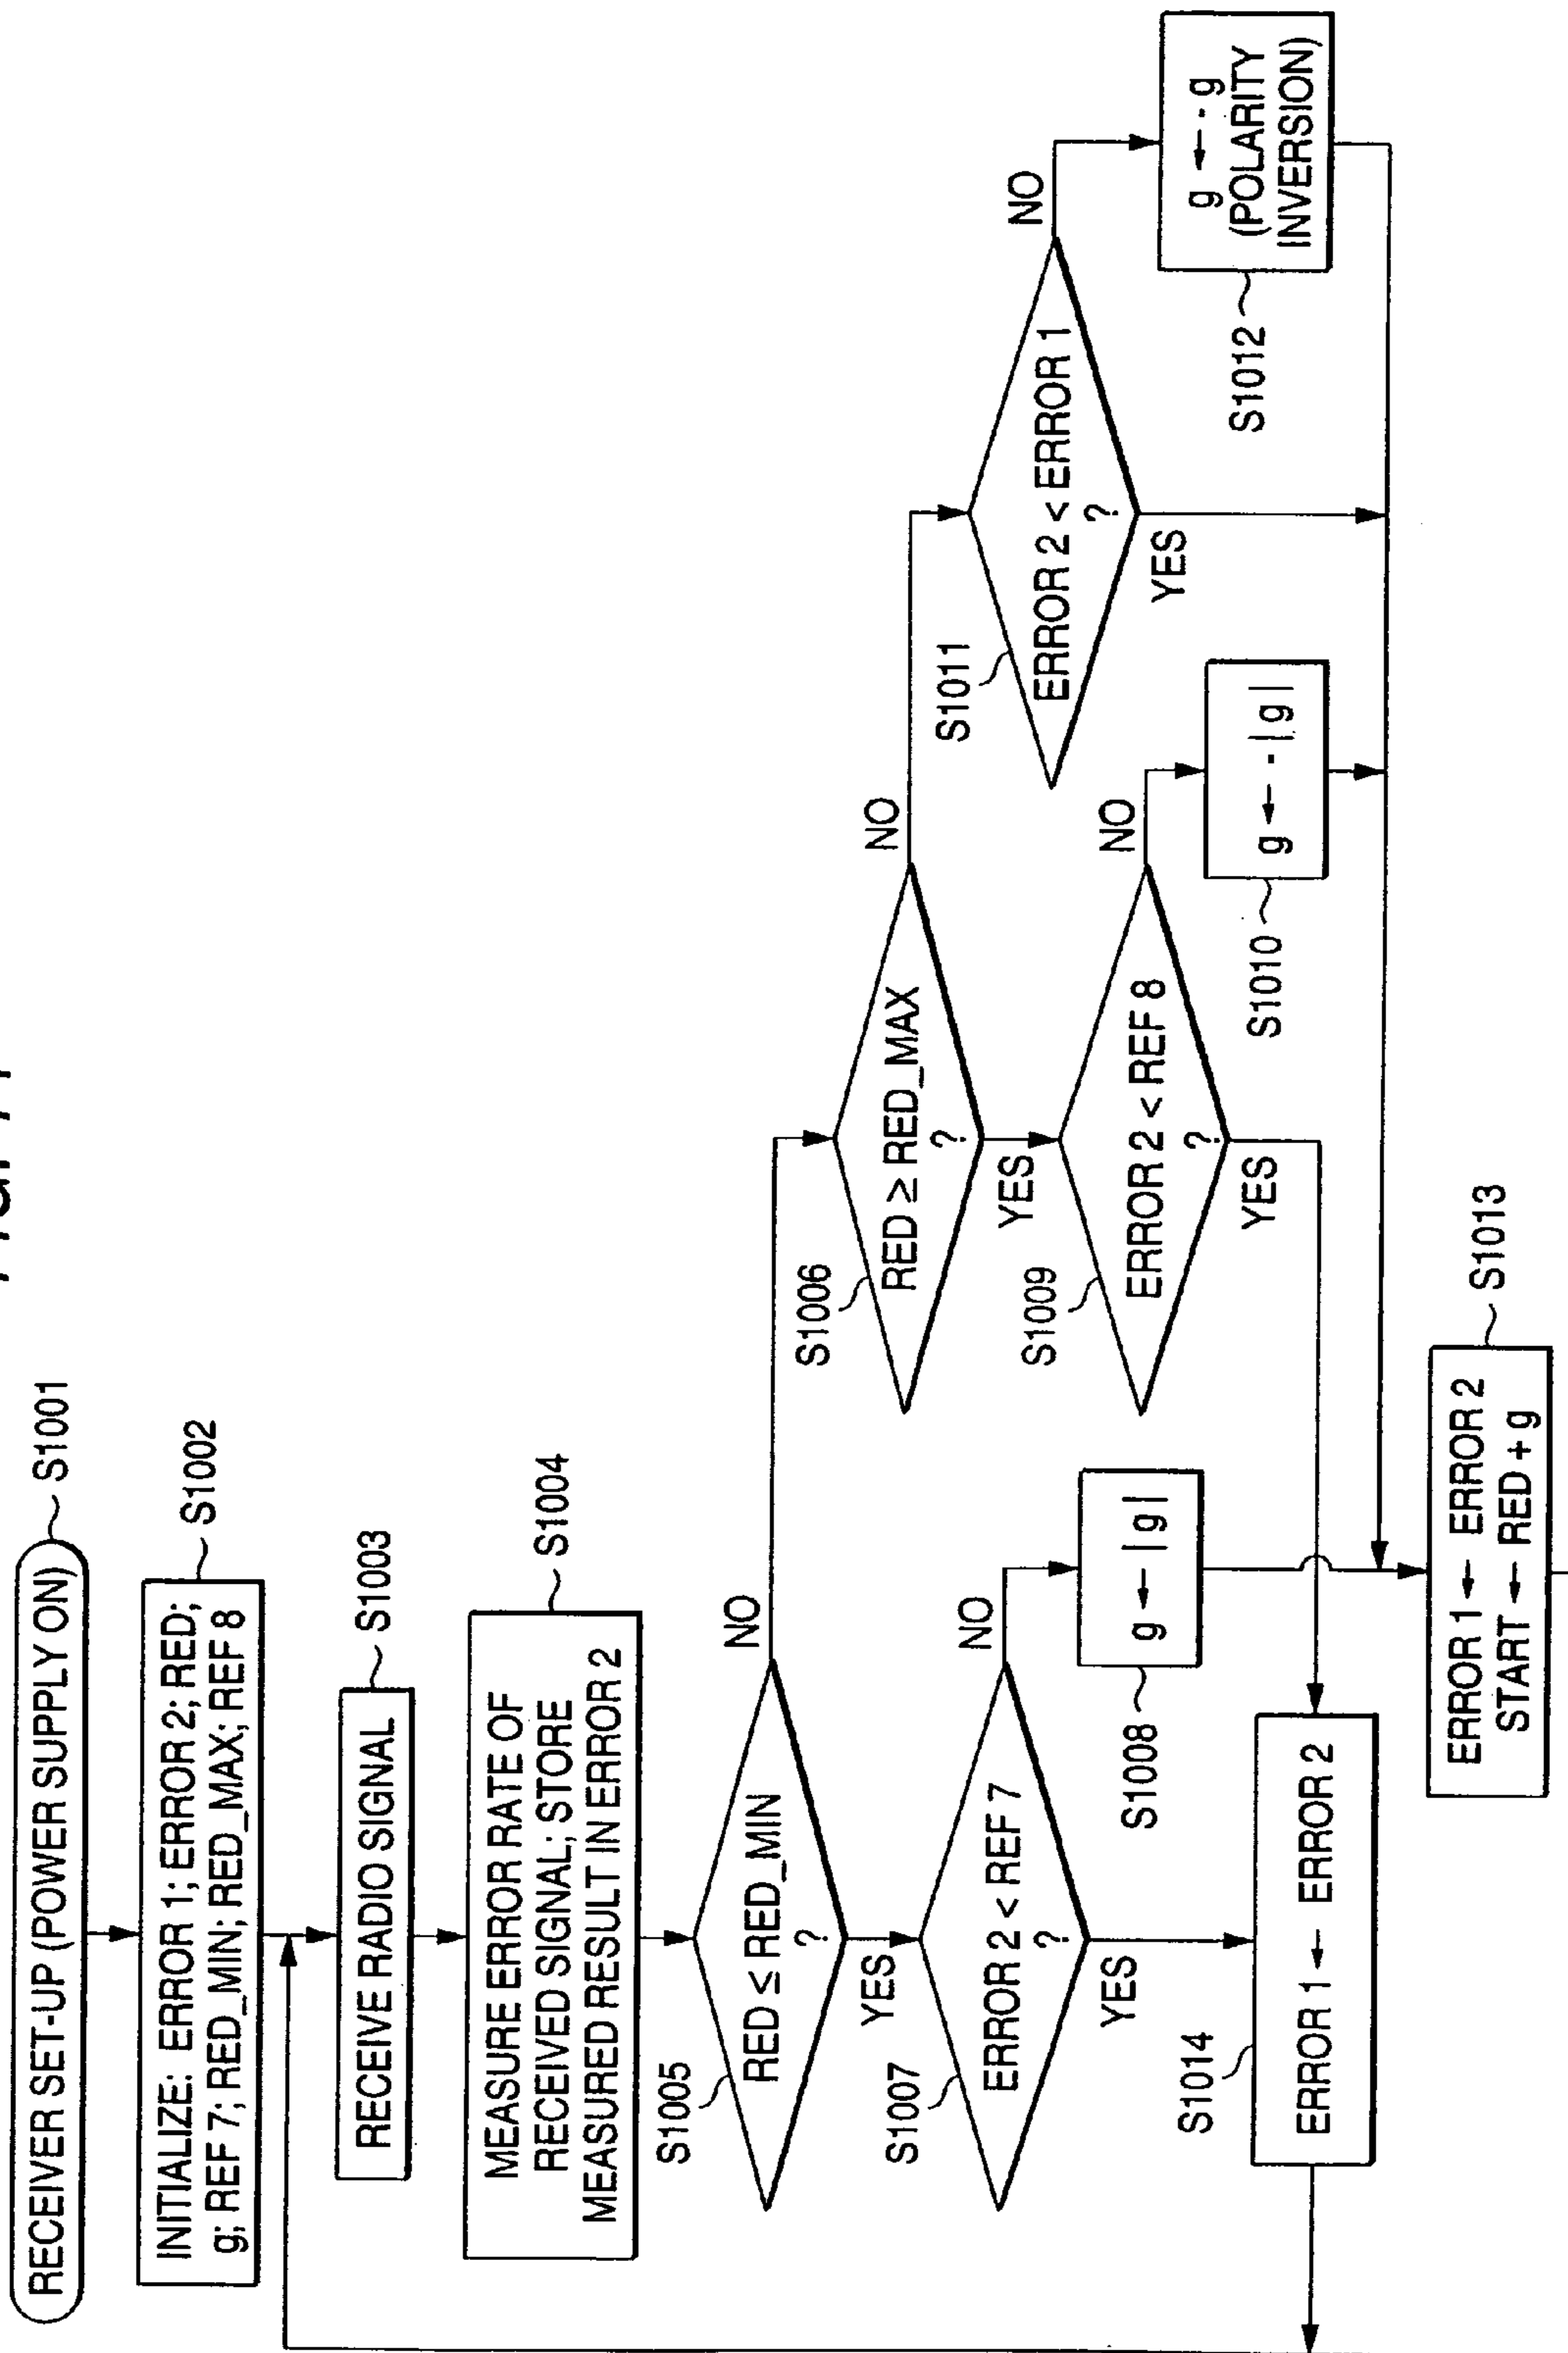 RECEIVER SET-UP (POWER SUPPLY ON)
S1001
INITIALIZE: ERROR 1; ERROR 2; RED;
g; REF 7; RED_MIN; RED_MAX; REF 8
S1002
RECEIVE RADIO SIGNAL
S1003
MEASURE ERROR RATE OF
RECEIVED SIGNAL; STORE
MEASURED RESULT IN ERROR 2
S1004
S1005
RED ≤ RED_MIN
?
NO
YES
S1006
RED ≥ RED_MAX
?
NO
YES
S1007
ERROR 2 < REF 7
?
NO
YES
S1008
g ← | g |
S1009
ERROR 2 < REF 8
?
NO
YES
S1010
g ← - | g |
S1011
ERROR 2 < ERROR 1
?
NO
YES
S1012
g ← - g
(POLARITY
INVERSION)
S1014
ERROR 1 ← ERROR 2
ERROR 1 ← ERROR 2
START ← RED + g
S1013